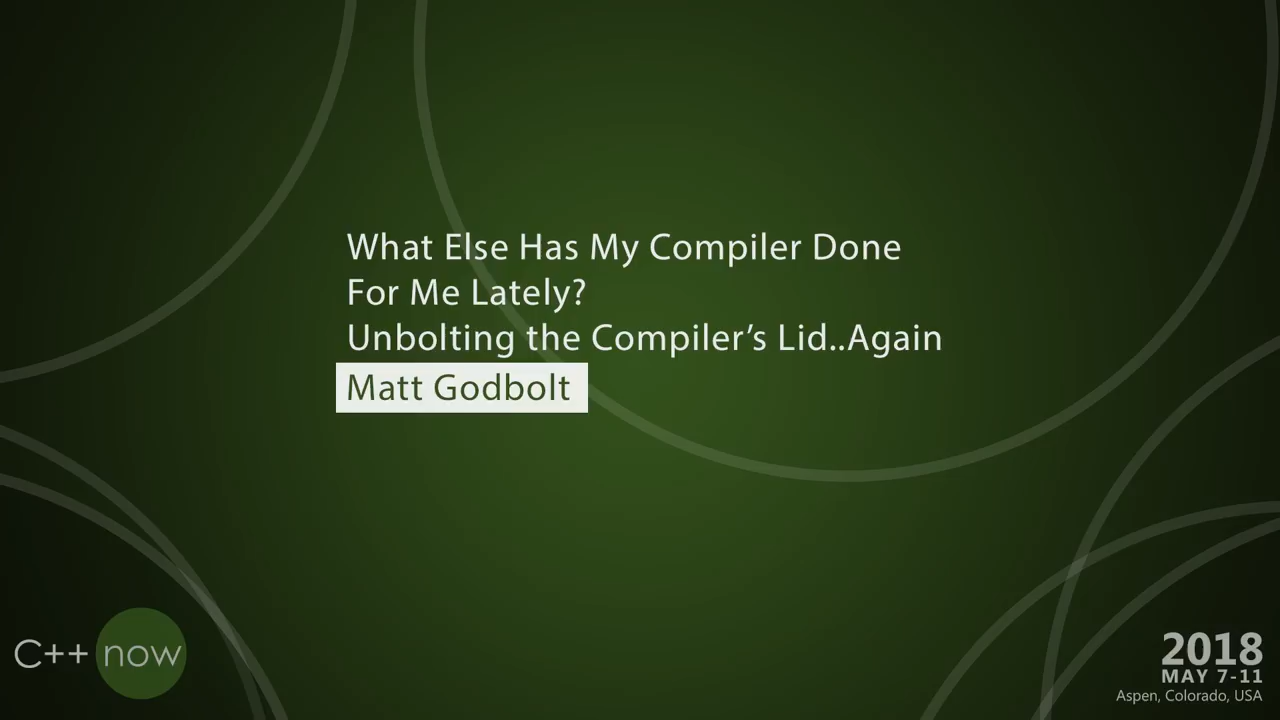 What Else Has My Compiler Done
For Me Lately?
Unbolting the Compiler’s Lid..Again
Matt Godbolt
C++ now
2018
MAY 7-11
Aspen, Colorado, USA